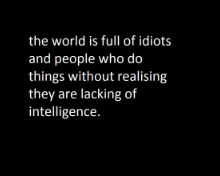 the world is full of idiots
and people who do
things without realising
they are lacking of
intelligence.